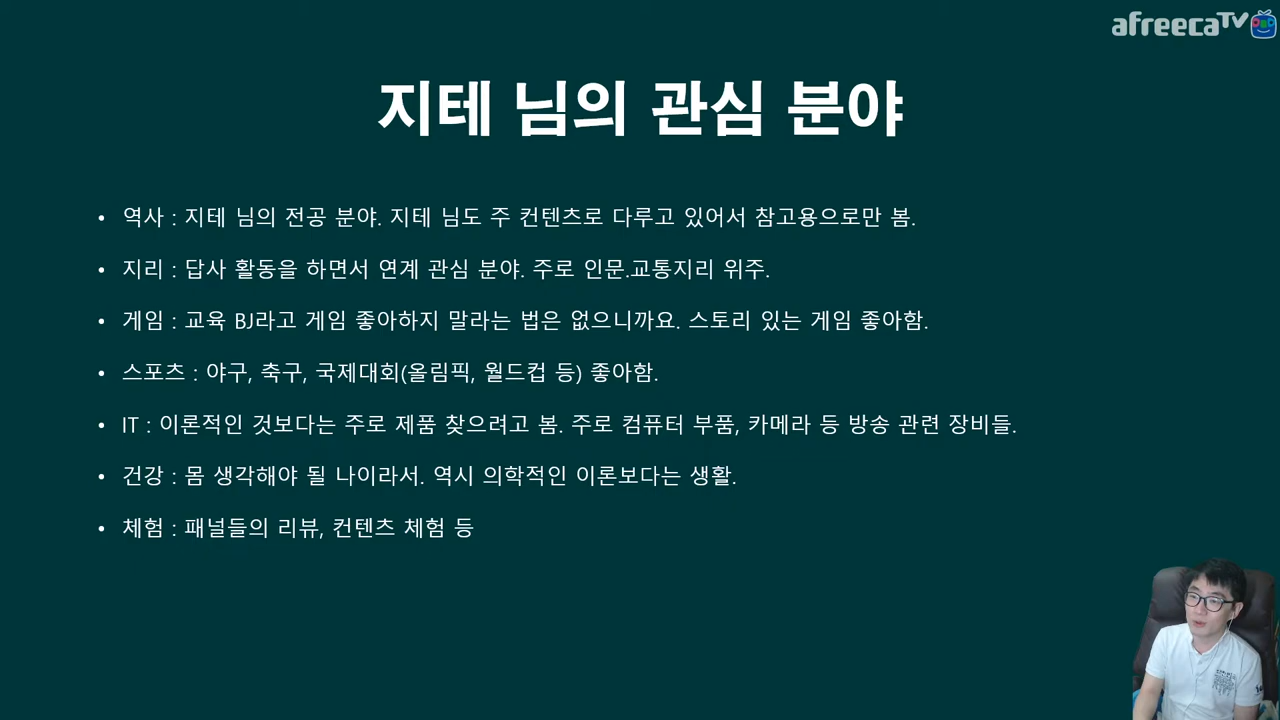 afreecaTV
지테 님의 관심 분야
• 역사 : 지테 님의 전공 분야. 지테 님도 주 컨텐츠로 다루고 있어서 참고용으로만 봄.
• 지리 : 답사 활동을 하면서 연계 관심 분야. 주로 인문.교통지리 위주.
• 게임 : 교육 BJ라고 게임 좋아하지 말라는 법은 없으니까요. 스토리 있는 게임 좋아함.
• 스포츠 : 야구, 축구, 국제대회(올림픽, 월드컵 등) 좋아함.
• IT : 이론적인 것보다는 주로 제품 찾으려고 봄. 주로 컴퓨터 부품, 카메라 등 방송 관련 장비들.
• 건강 : 몸 생각해야 될 나이라서. 역시 의학적인 이론보다는 생활.
• 체험 : 패널들의 리뷰, 컨텐츠 체험 등